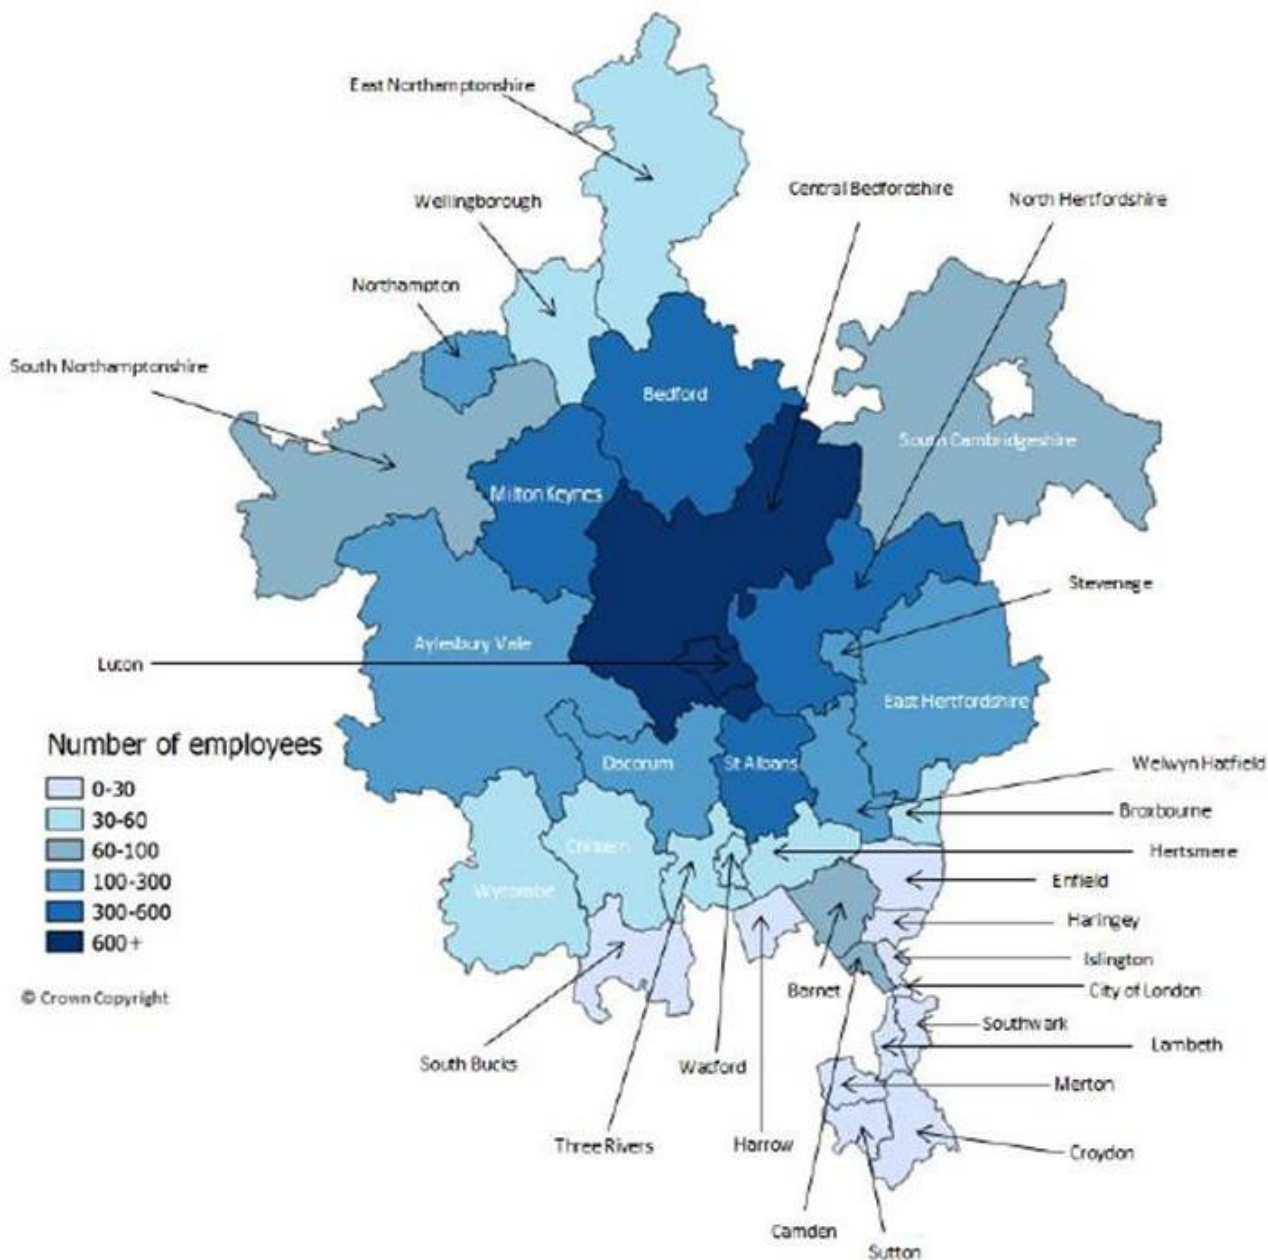 East Northamptonshire
Central Bedfordshire
North Hertfordshire
Wellingborough
Northampton
South Northamptonshire
Bedford
South Cambridgeshire
Milton Keynes
Stevenage
Aylesbury Vale
Luton
East Hertfordshire
Number of employees
0-30
30-60
60-100
100-300
300-600
600+
© Crown Copyright
Dacorum
St Albans
Welwyn Hatfield
Broxbourne
Chiltern
Hertsmere
Wycombe
Enfield
Haringey
Islington
Barnet
City of London
Southwark
Lambeth
South Bucks
Watford
Merton
Three Rivers
Harrow
Croydon
Camden
Sutton